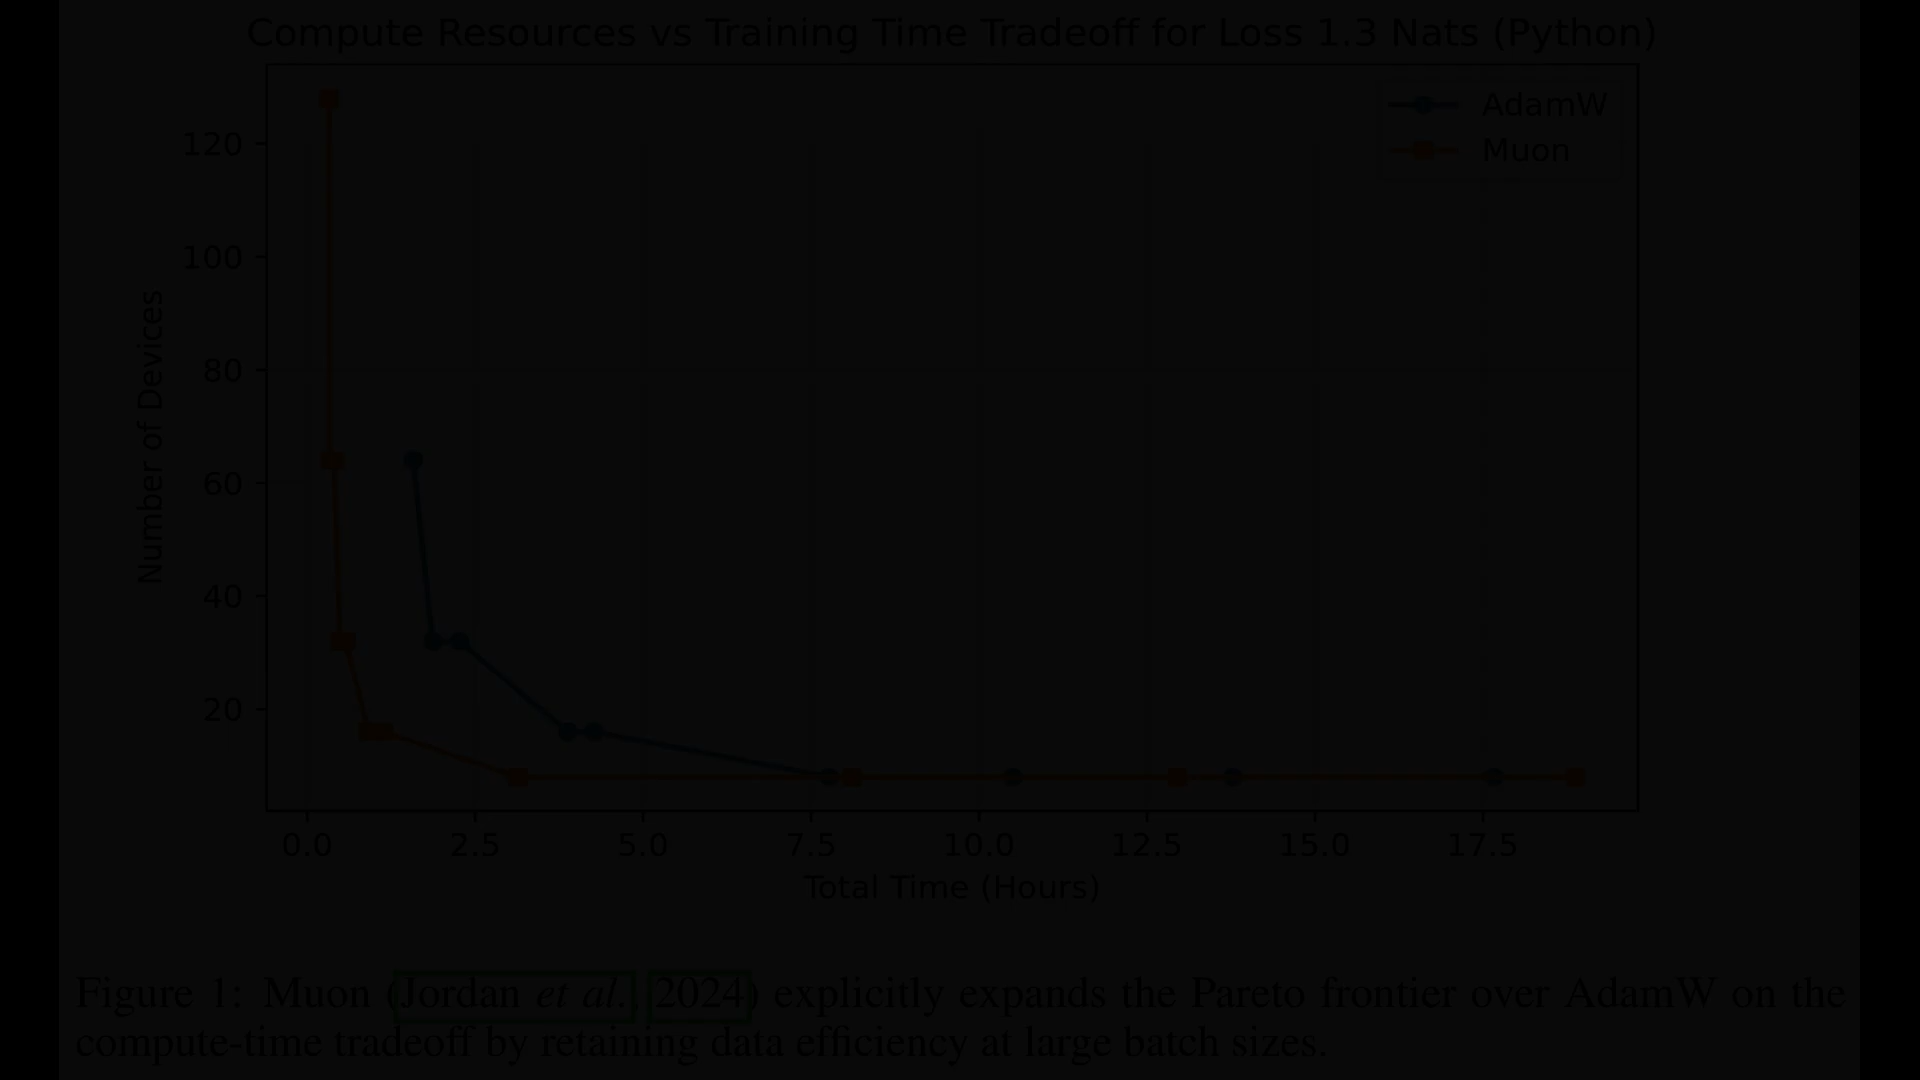 Compute Resources vs Training Time Tradeoff for Loss 1.3 Nats (Python)
AdamW
Muon
120
100
80
60
40
20
Number of Devices
0.0 2.5 5.0 7.5 10.0 12.5 15.0 17.5
Total Time (Hours)
Figure 1: Muon (Jordan et al., 2024) explicitly expands the Pareto frontier over AdamW on the
compute-time tradeoff by retaining data efficiency at large batch sizes.